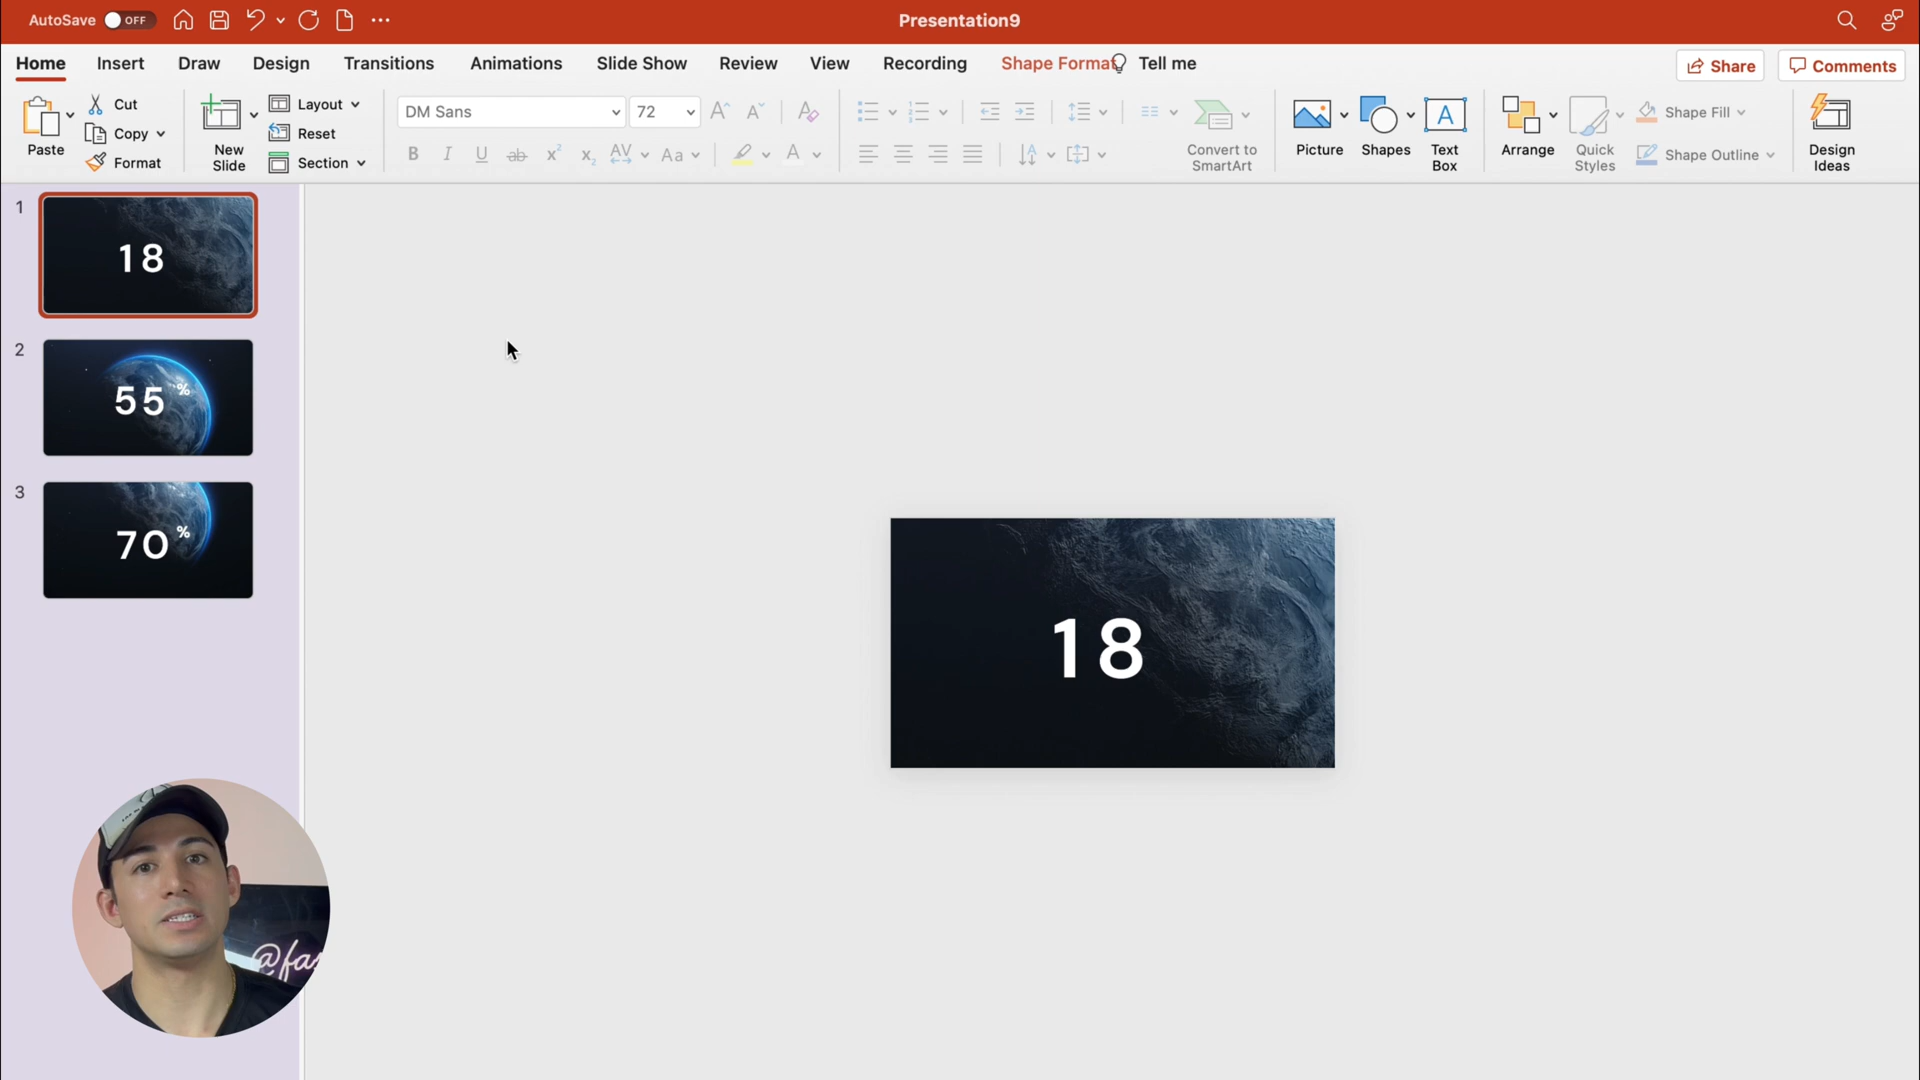 AutoSave OFF
Presentation9
Home Insert Draw Design Transitions Animations Slide Show Review View Recording Shape Format Tell me
Share Comments
Paste
Cut
Copy
Format
New
Slide
Layout
Reset
Section
DM Sans 72
Convert to
SmartArt
Picture
Shapes
Text
Box
Arrange
Quick
Styles
Shape Fill
Shape Outline
Design
Ideas
1
18
2
55 %
3
70 %
18
@fa